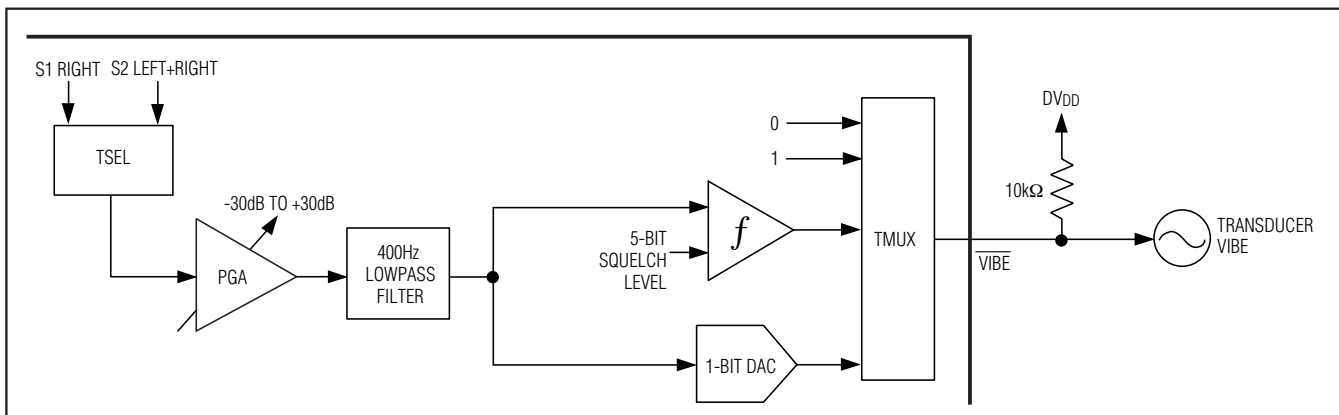 S1 RIGHT
S2 LEFT+RIGHT
TSEL
-30dB TO +30dB
PGA
400Hz
LOWPASS
FILTER
5-BIT
SQUELCH
LEVEL
f
1-BIT DAC
0
1
TMUX
VIBE
DVDD
10kΩ
TRANSDUCER
VIBE